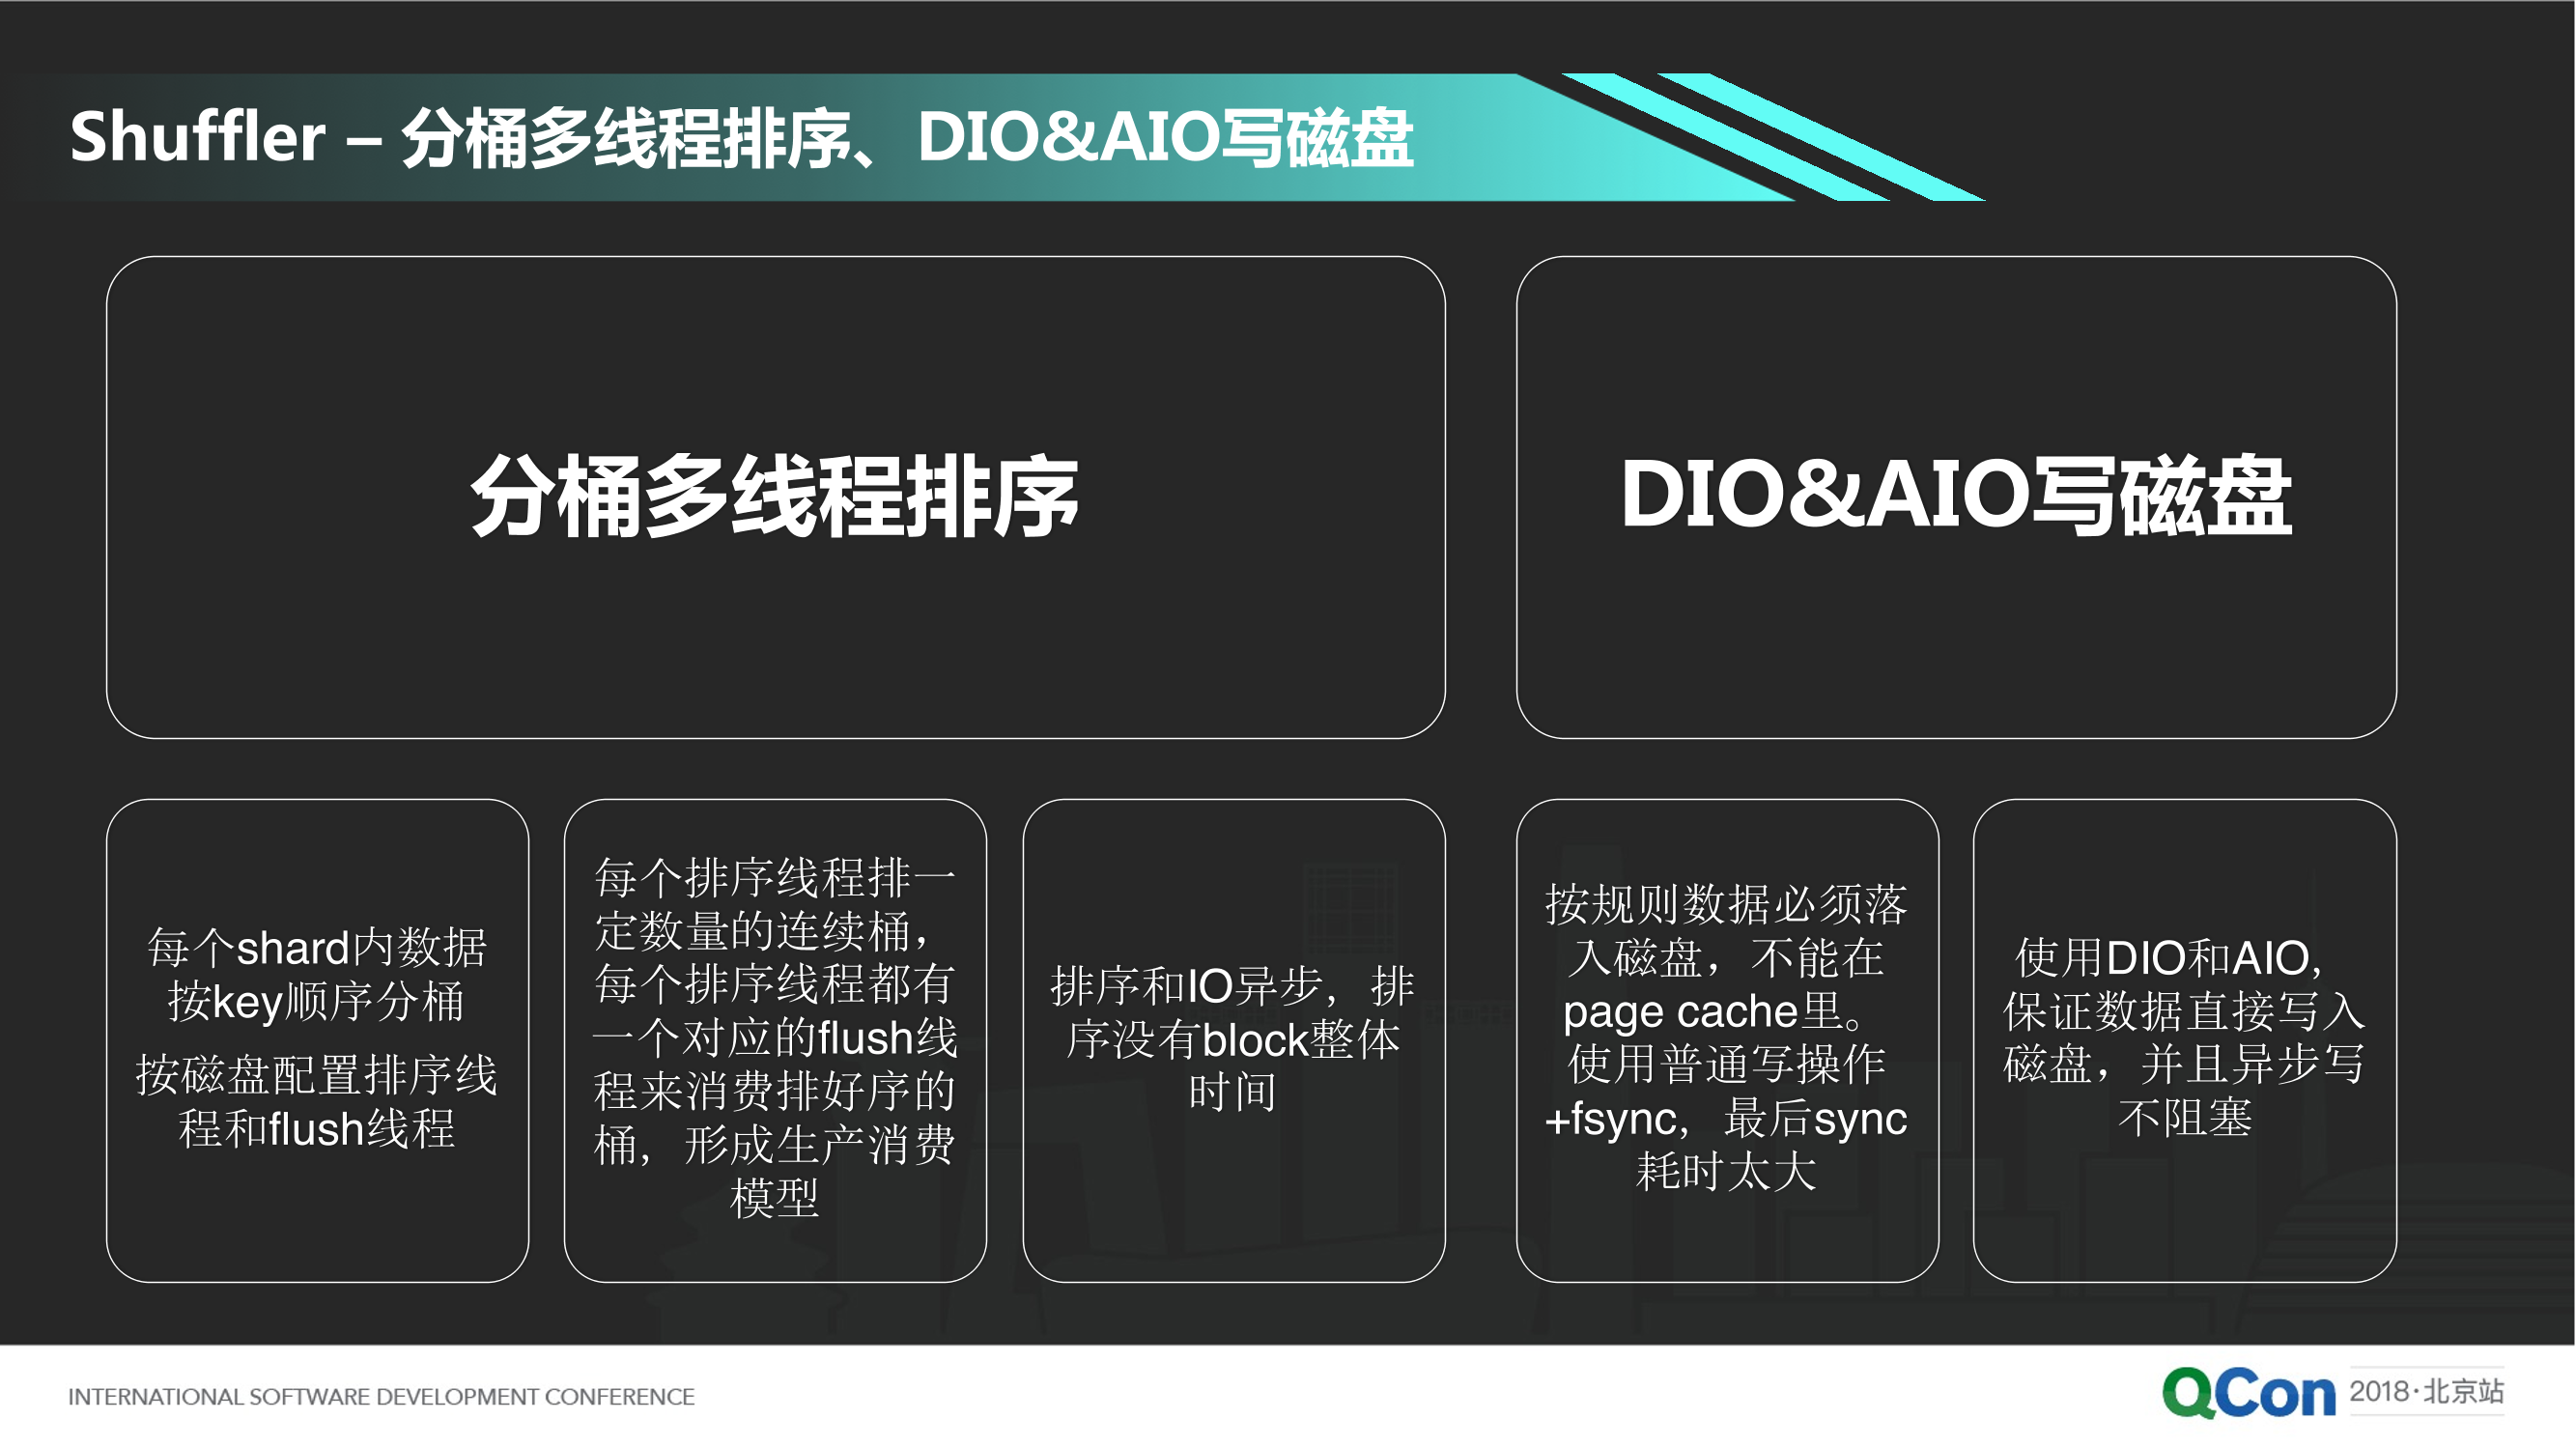 Shuffler – 分桶多线程排序、DIO&AIO写磁盘
分桶多线程排序
DIO&AIO写磁盘
每个shard内数据
按key顺序分桶
按磁盘配置排序线
程和flush线程
每个排序线程排一
定数量的连续桶，
每个排序线程都有
一个对应的flush线
程来消费排好序的
桶，形成生产消费
模型
排序和IO异步，排
序没有block整体
时间
按规则数据必须落
入磁盘，不能在
page cache里。
使用普通写操作
+fsync，最后sync
耗时太大
使用DIO和AIO，
保证数据直接写入
磁盘，并且异步写
不阻塞
INTERNATIONAL SOFTWARE DEVELOPMENT CONFERENCE
QCon 2018·北京站